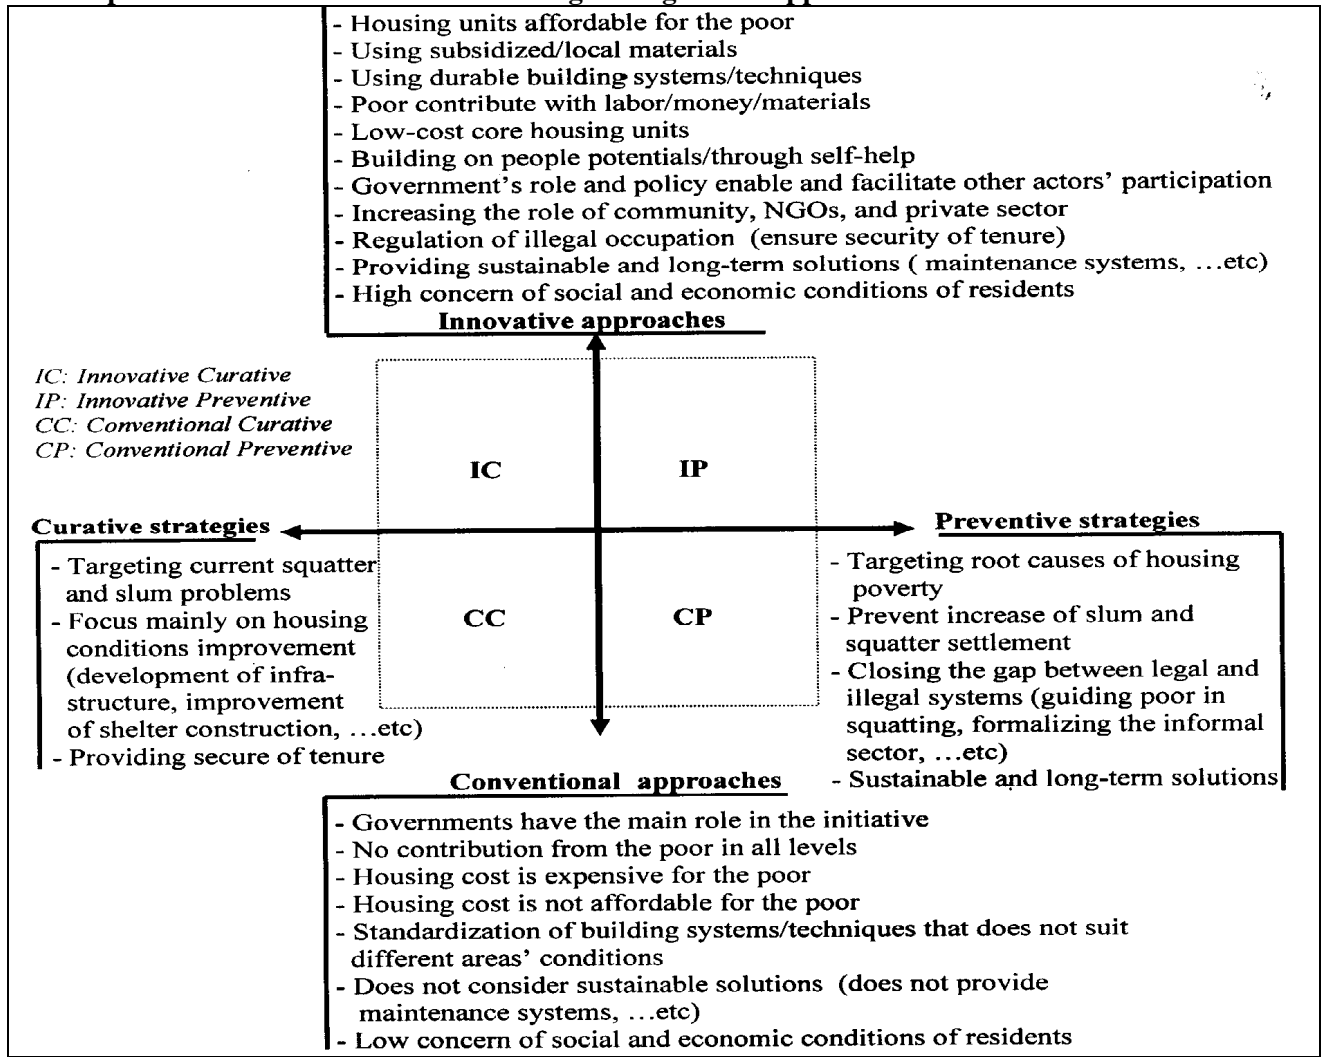 - Housing units affordable for the poor
- Using subsidized/local materials
- Using durable building systems/techniques
- Poor contribute with labor/money/materials
- Low-cost core housing units
- Building on people potentials/through self-help
- Government's role and policy enable and facilitate other actors' participation
- Increasing the role of community, NGOs, and private sector
- Regulation of illegal occupation (ensure security of tenure)
- Providing sustainable and long-term solutions ( maintenance systems, ...etc)
- High concern of social and economic conditions of residents
Innovative approaches
IC: Innovative Curative
IP: Innovative Preventive
CC: Conventional Curative
CP: Conventional Preventive
IC
IP
Curative strategies
Preventive strategies
- Targeting current squatter
and slum problems
- Focus mainly on housing
conditions improvement
(development of infra-
structure, improvement
of shelter construction, ...etc)
- Providing secure of tenure
CC
CP
- Targeting root causes of housing
poverty
- Prevent increase of slum and
squatter settlement
- Closing the gap between legal and
illegal systems (guiding poor in
squatting, formalizing the informal
sector, ...etc)
- Sustainable and long-term solutions
Conventional approaches
- Governments have the main role in the initiative
- No contribution from the poor in all levels
- Housing cost is expensive for the poor
- Housing cost is not affordable for the poor
- Standardization of building systems/techniques that does not suit
different areas' conditions
- Does not consider sustainable solutions (does not provide
maintenance systems, ...etc)
- Low concern of social and economic conditions of residents